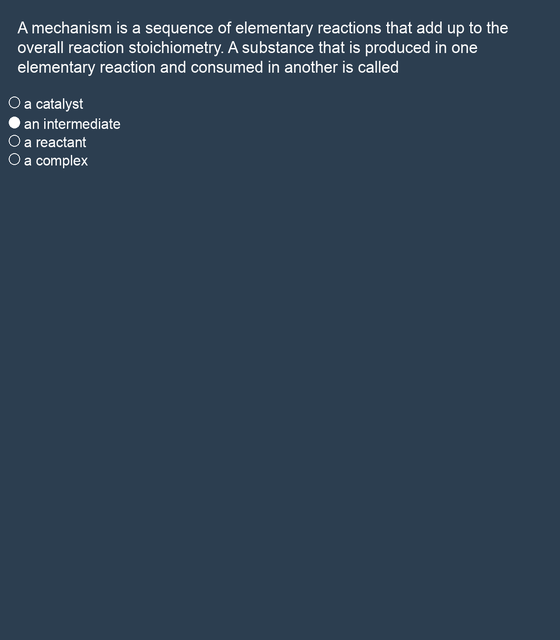 A mechanism is a sequence of elementary reactions that add up to the
overall reaction stoichiometry. A substance that is produced in one
elementary reaction and consumed in another is called
a catalyst
an intermediate
a reactant
a complex